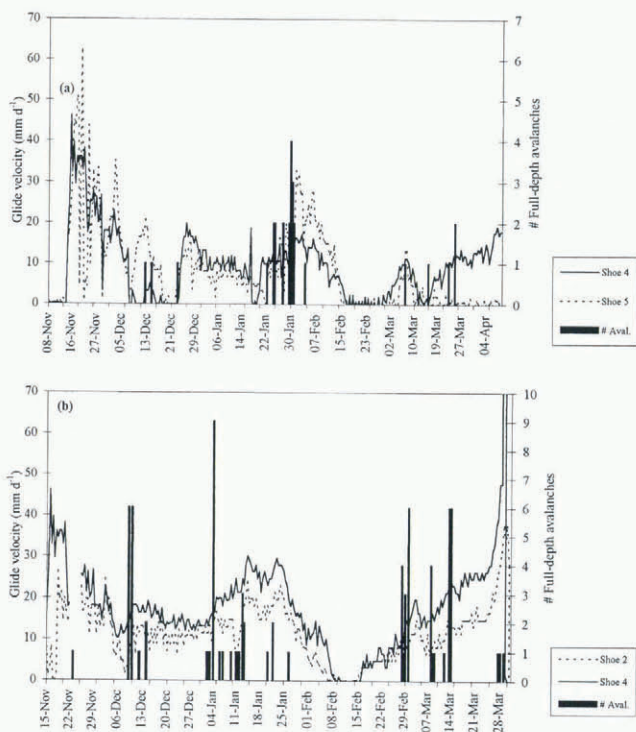 (a)
Glide velocity (mm d⁻¹)
70
60
50
40
30
20
10
0
7
6
5
4
3
2
1
0
# Full-depth avalanches
08-Nov
16-Nov
27-Nov
05-Dec
13-Dec
21-Dec
29-Dec
06-Jan
14-Jan
22-Jan
30-Jan
07-Feb
15-Feb
23-Feb
02-Mar
10-Mar
19-Mar
27-Mar
04-Apr
Shoe 4
Shoe 5
# Aval.
(b)
Glide velocity (mm d⁻¹)
70
60
50
40
30
20
10
0
10
9
8
7
6
5
4
3
2
1
0
# Full-depth avalanches
15-Nov
22-Nov
29-Nov
06-Dec
13-Dec
20-Dec
27-Dec
04-Jan
11-Jan
18-Jan
25-Jan
01-Feb
08-Feb
15-Feb
22-Feb
29-Feb
07-Mar
14-Mar
21-Mar
28-Mar
Shoe 2
Shoe 4
# Aval.